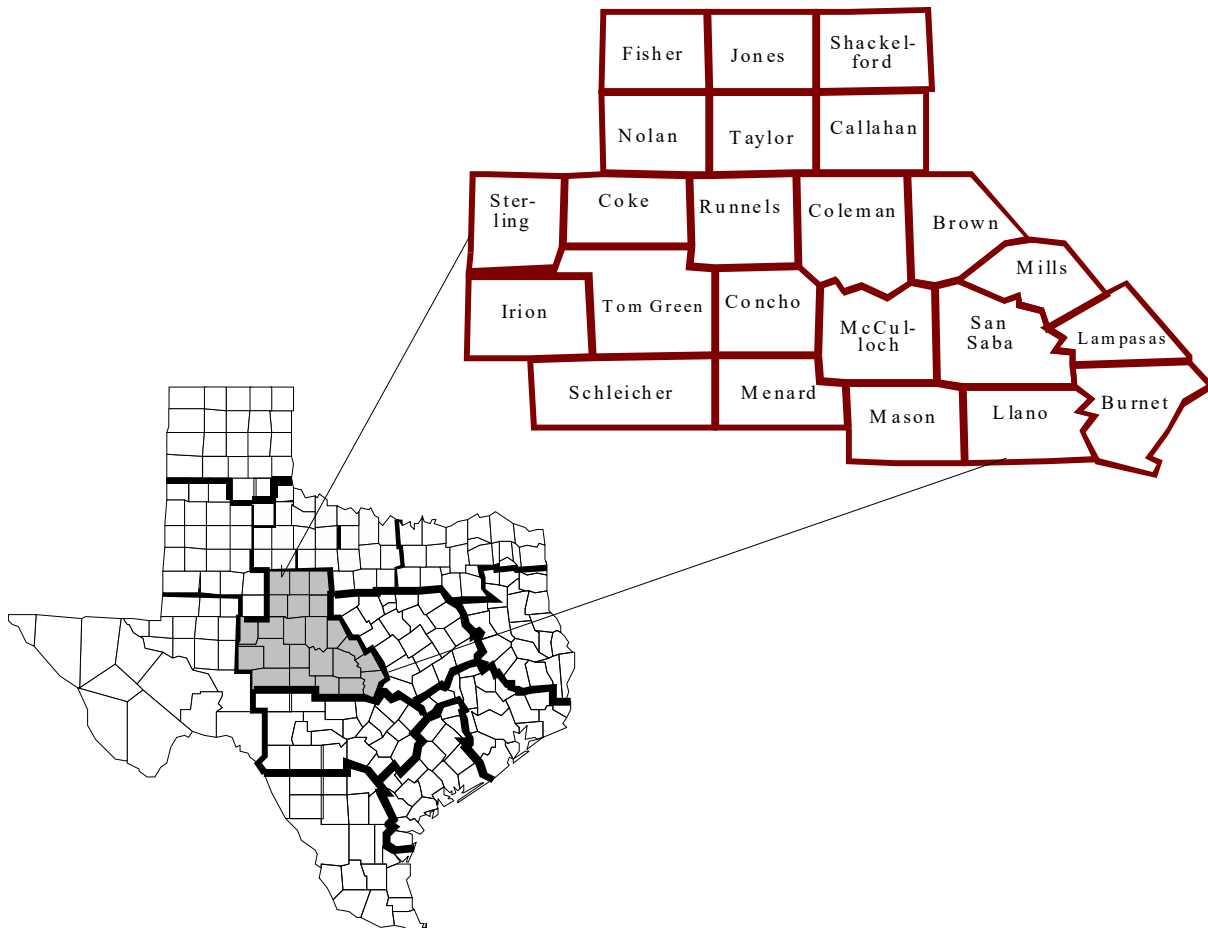 Fisher
Jones
Shackel-
ford
Nolan
Taylor
Callahan
Ster-
ling
Coke
Runnels
Coleman
Brown
Mills
Irion
Tom Green
Concho
McCul-
loch
San
Saba
Lampasas
Schleicher
Menard
Mason
Llano
Burnet